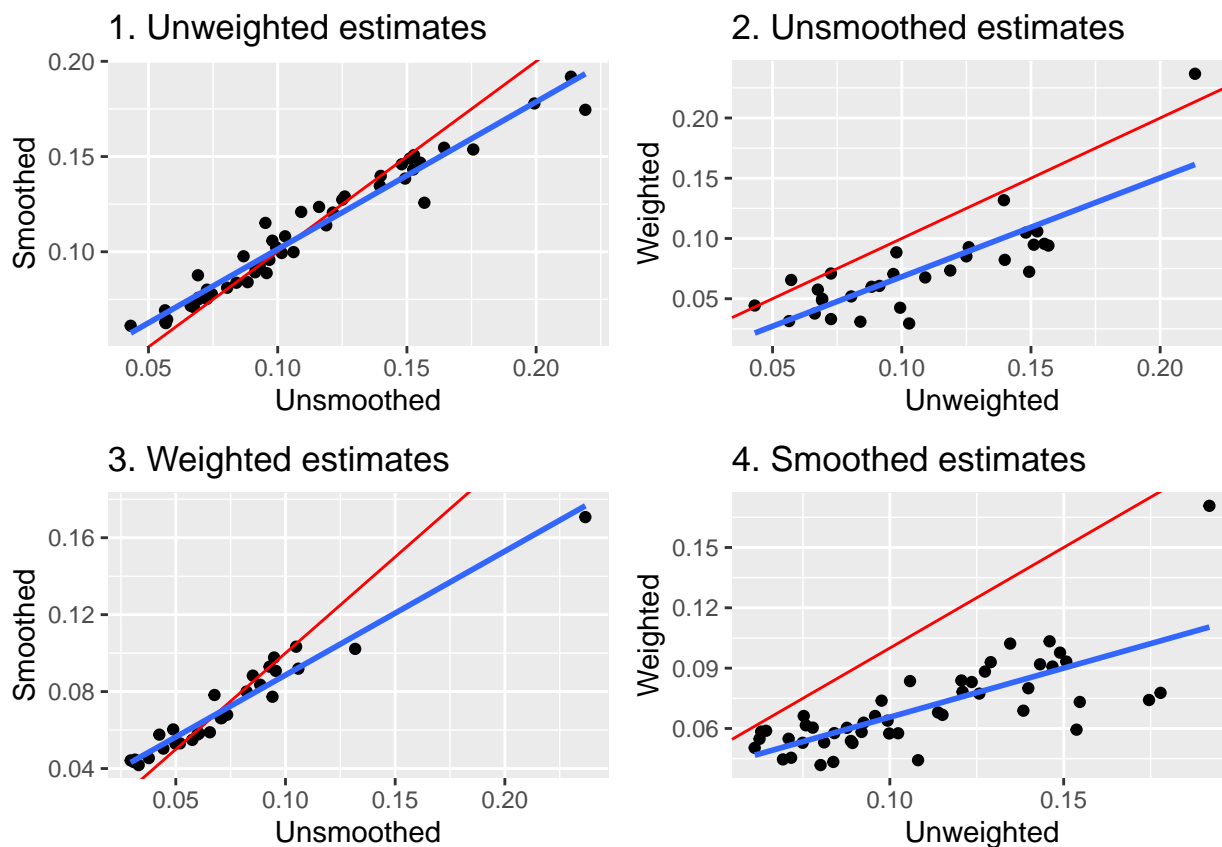 1. Unweighted estimates
0.20
0.15
0.10
Smoothed
0.05
0.10
0.15
0.20
Unsmoothed
2. Unsmoothed estimates
0.20
0.15
0.10
0.05
Weighted
0.05
0.10
0.15
0.20
Unweighted
3. Weighted estimates
0.16
0.12
0.08
0.04
Smoothed
0.05
0.10
0.15
0.20
Unsmoothed
4. Smoothed estimates
0.15
0.12
0.09
0.06
Weighted
0.10
0.15
Unweighted